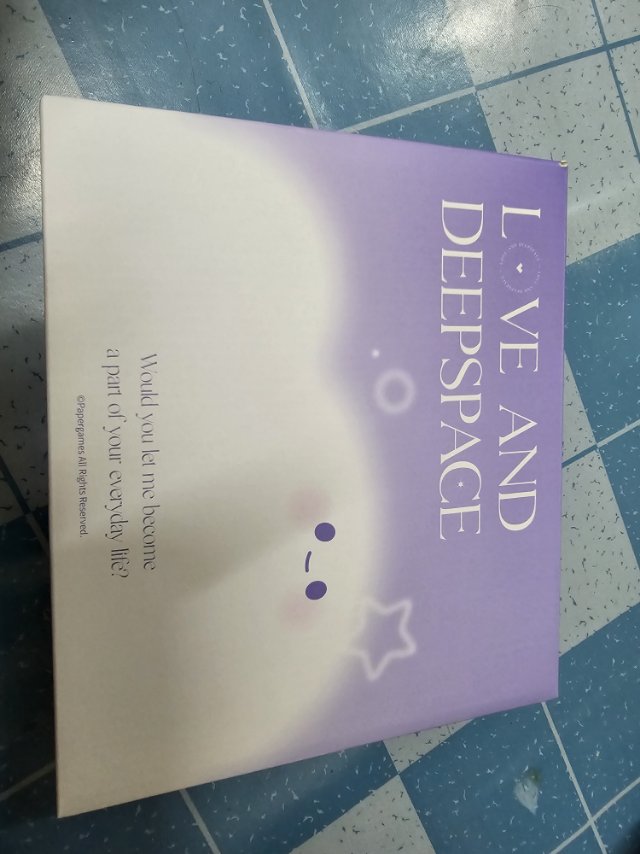 LOVE AND
DEEPSPACE
Would you let me become
a part of your everyday life?
©Papergames All Rights Reserved.